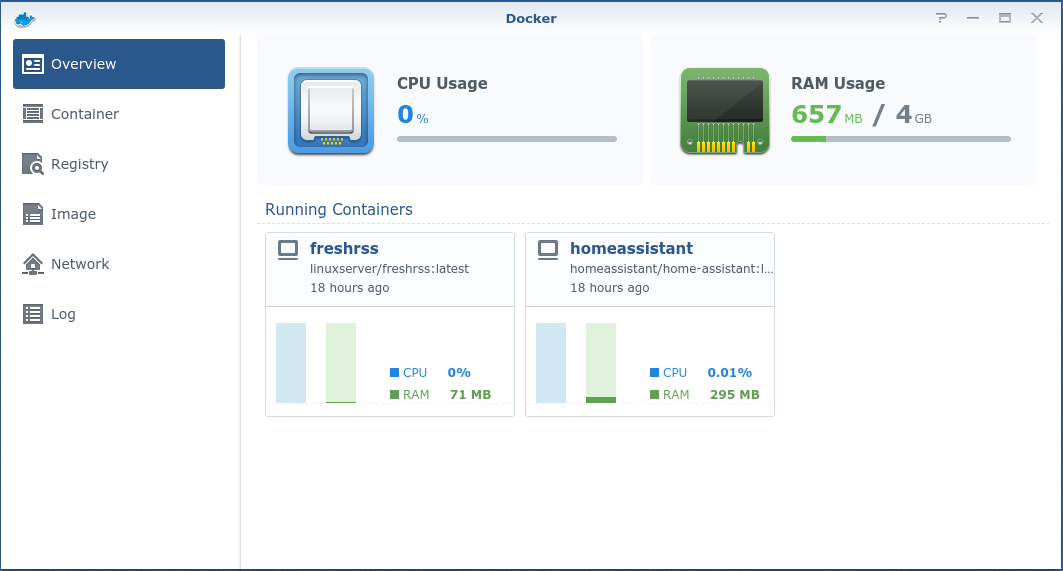 Docker
Overview
Container
Registry
Image
Network
Log
CPU Usage
0 %
RAM Usage
657 MB / 4 GB
Running Containers
freshrss
linuxserver/freshrss:latest
18 hours ago
CPU 0%
RAM 71 MB
homeassistant
homeassistant/home-assistant:l...
18 hours ago
CPU 0.01%
RAM 295 MB